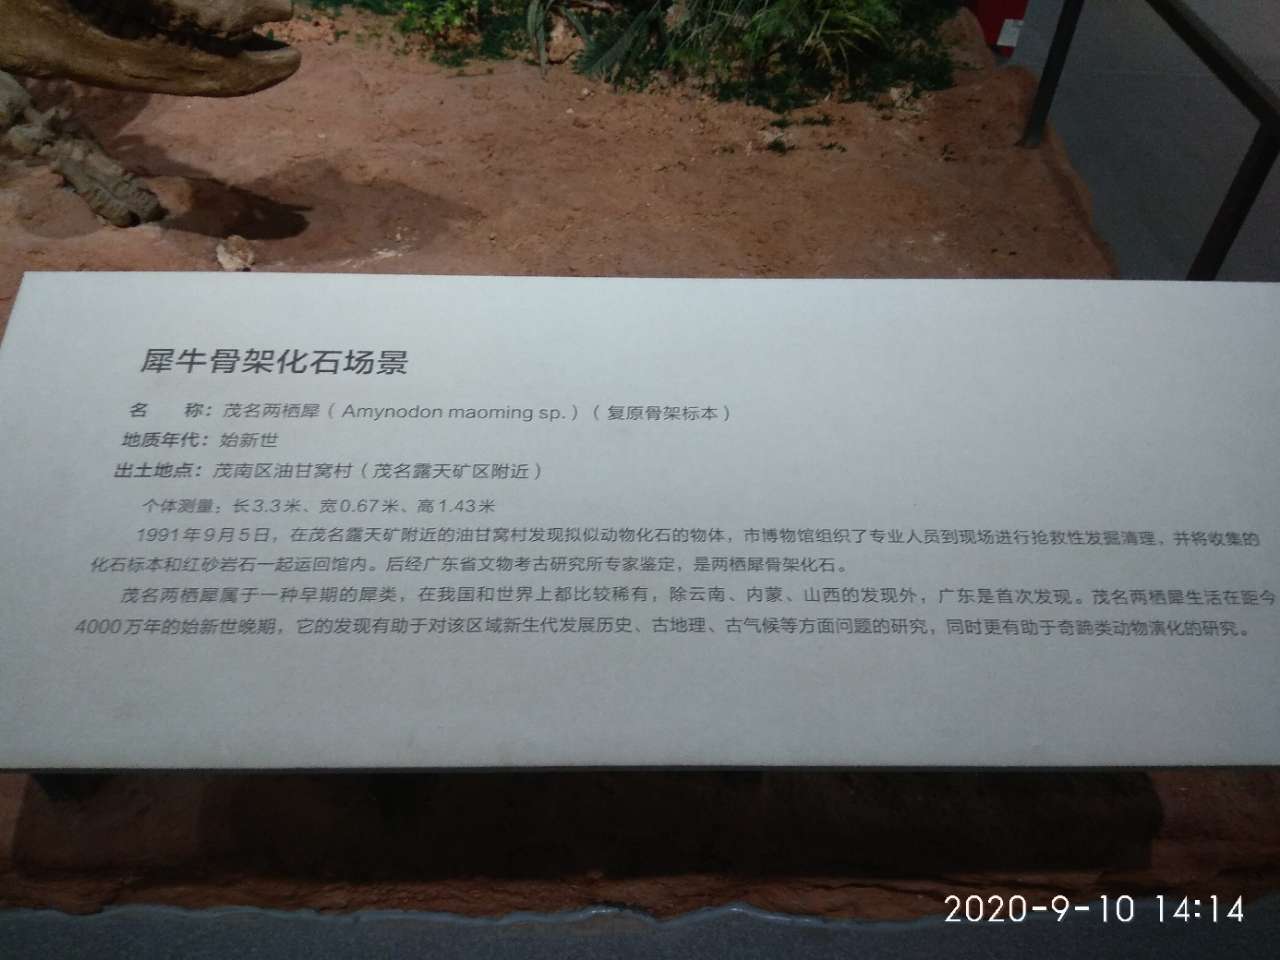 犀牛骨架化石场景
名 称：茂名两栖犀（Amynodon maoming sp.）（复原骨架标本）
地质年代：始新世
出土地点：茂南区油甘窝村（茂名露天矿区附近）
个体测量：长3.3米、宽0.67米、高1.43米
1991年9月5日，在茂名露天矿附近的油甘窝村发现拟似动物化石的物体，市博物馆组织了专业人员到现场进行抢救性发掘清理，并将收集的
化石标本和红砂岩石一起运回馆内。后经广东省文物考古研究所专家鉴定，是两栖犀骨架化石。
茂名两栖犀属于一种早期的犀类，在我国和世界上都比较稀有，除云南、内蒙、山西的发现外，广东是首次发现。茂名两栖犀生活在距今
4000万年的始新世晚期，它的发现有助于对该区域新生代发展历史、古地理、古气候等方面问题的研究，同时更有助于奇蹄类动物演化的研究。
2020-9-10 14:14